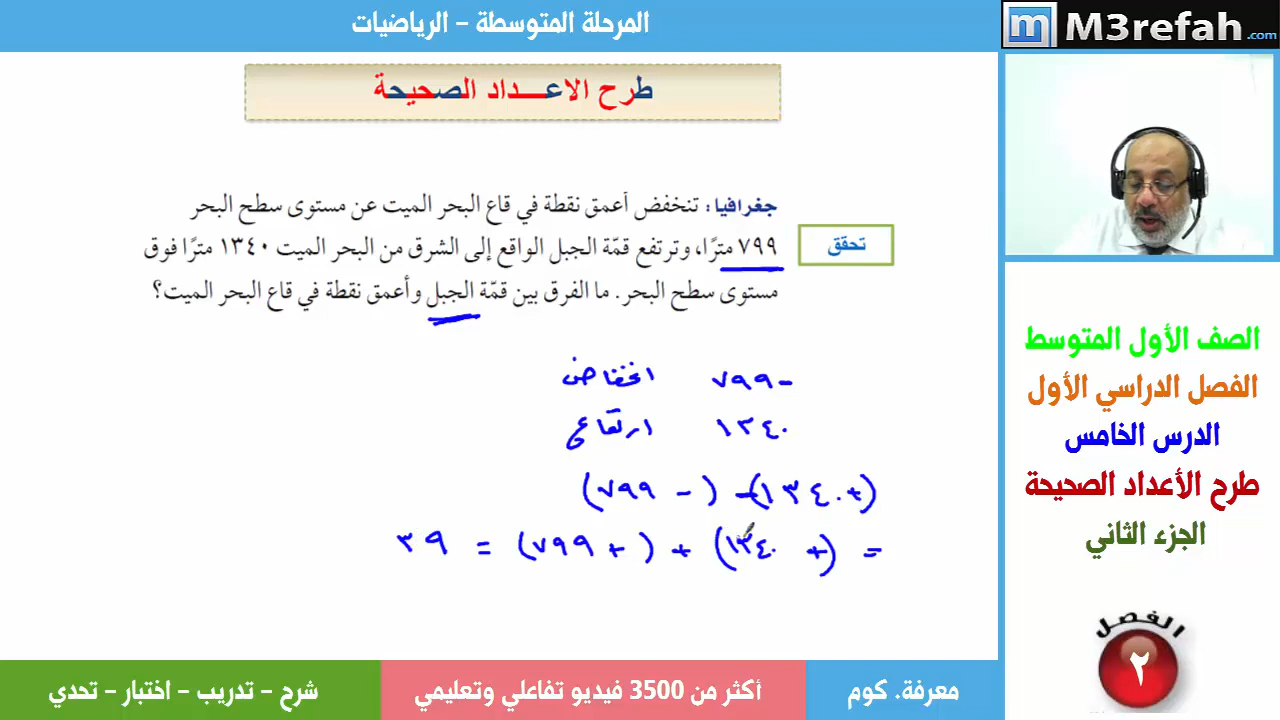 المرحلة المتوسطة – الرياضيات
M3refah.com
طرح الاعـــداد الصحيحة
تحقق
جغرافيا: تنخفض أعمق نقطة في قاع البحر الميت عن مستوى سطح البحر
٧٩٩ مترًا، وترتفع قمّة الجبل الواقع إلى الشرق من البحر الميت ١٣٤٠ مترًا فوق
مستوى سطح البحر. ما الفرق بين قمّة الجبل وأعمق نقطة في قاع البحر الميت؟
-٧٩٩ انخفاض
١٣٤٠ ارتفاع
(+١٣٤٠) - (-٧٩٩)
= (+١٣٤٠) + (+٧٩٩) = ٣٩
الصف الأول المتوسط
الفصل الدراسي الأول
الدرس الخامس
طرح الأعداد الصحيحة
الجزء الثاني
الفصل
٢
معرفة. كوم
أكثر من 3500 فيديو تفاعلي وتعليمي
شرح – تدريب – اختبار – تحدي